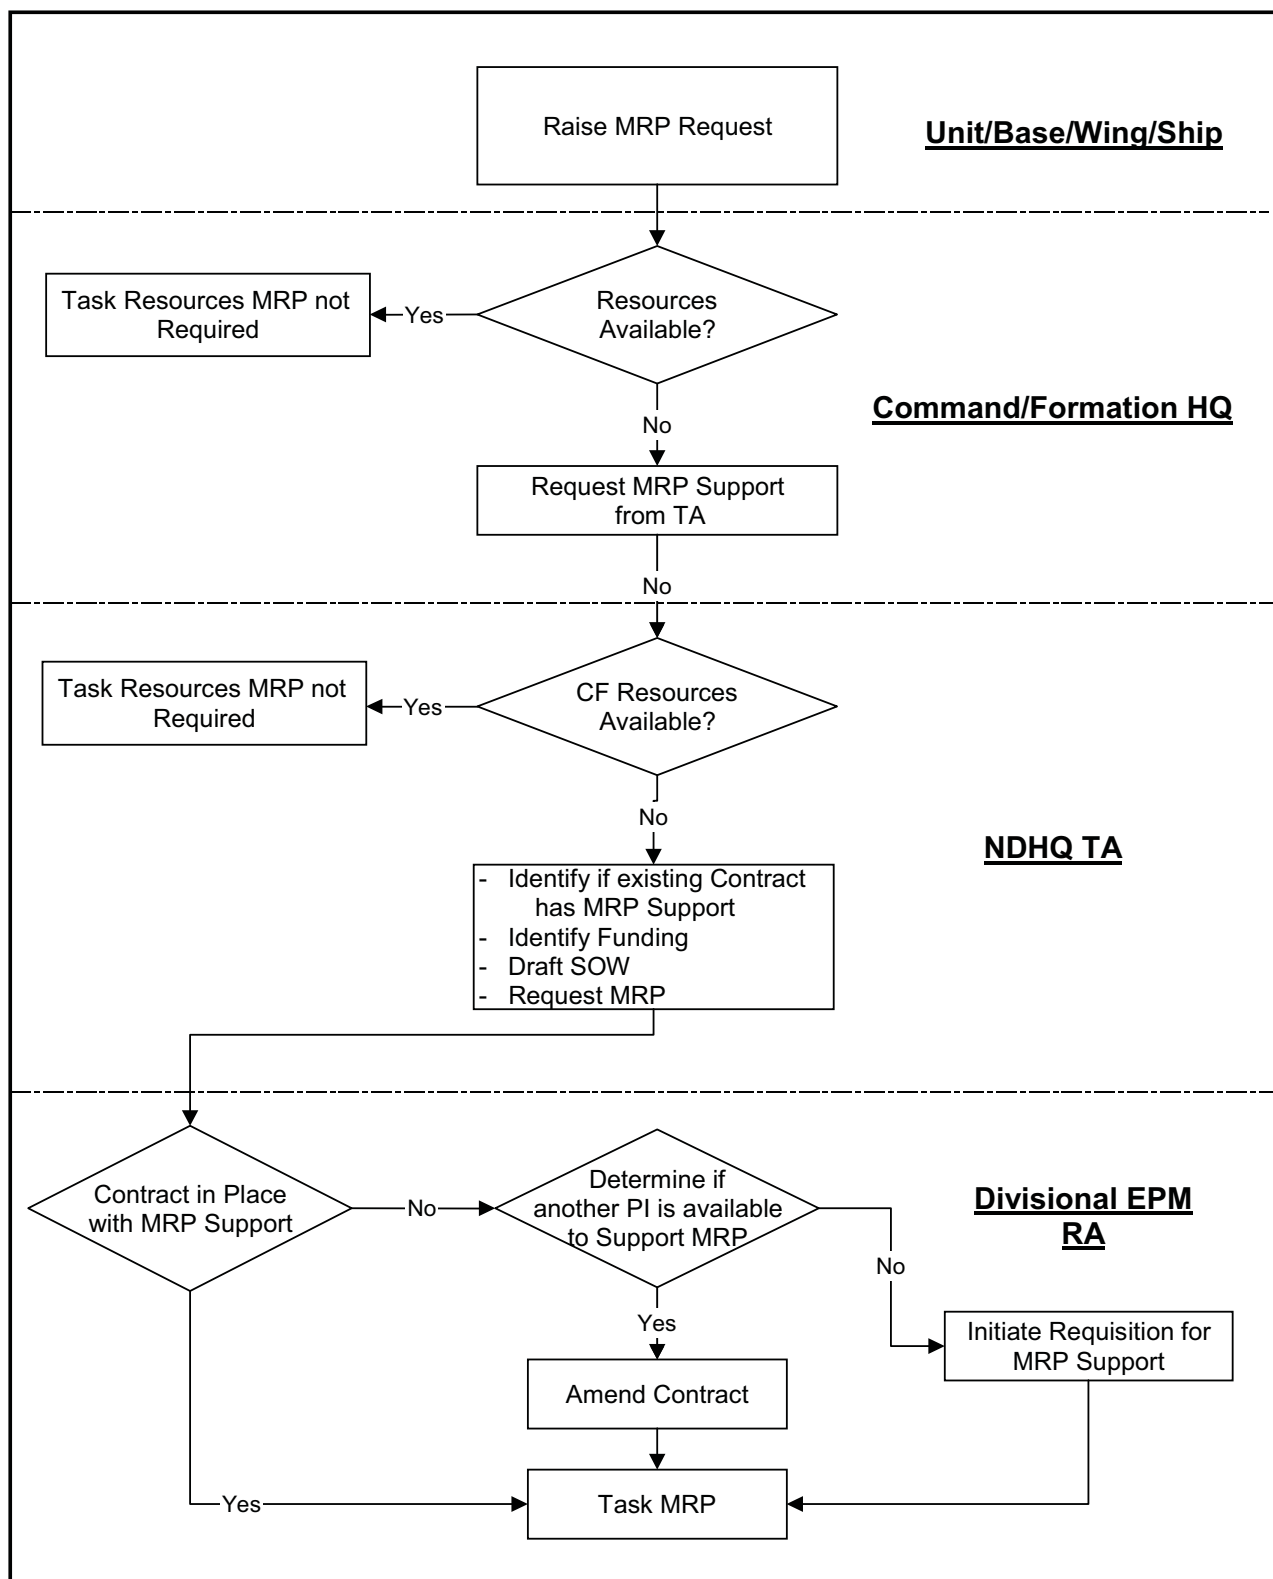 Raise MRP Request
Unit/Base/Wing/Ship
Task Resources MRP not
Required
Yes
Resources
Available?
No
Command/Formation HQ
Request MRP Support
from TA
No
Task Resources MRP not
Required
Yes
CF Resources
Available?
No
NDHQ TA
- Identify if existing Contract
has MRP Support
- Identify Funding
- Draft SOW
- Request MRP
Contract in Place
with MRP Support
No
Determine if
another PI is available
to Support MRP
Divisional EPM
RA
No
Yes
Initiate Requisition for
MRP Support
Amend Contract
Yes
Task MRP